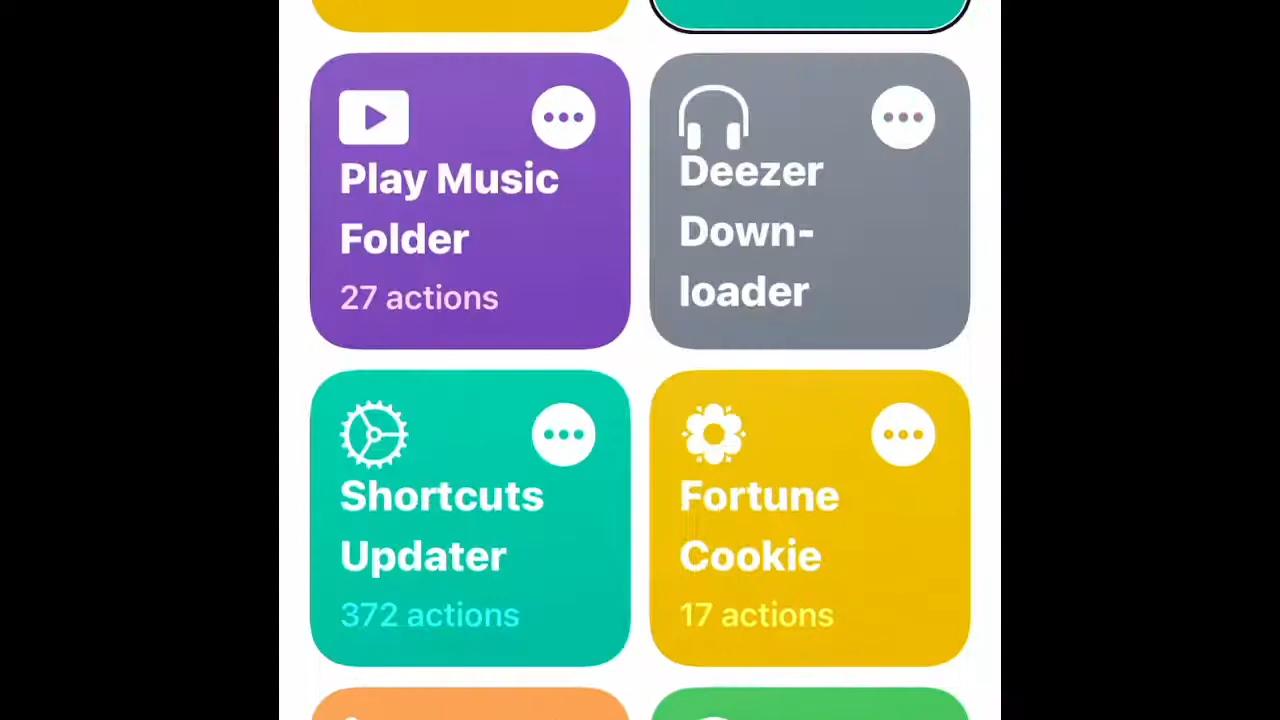 Play Music
Folder
27 actions
Deezer
Down-
loader
Shortcuts
Updater
372 actions
Fortune
Cookie
17 actions